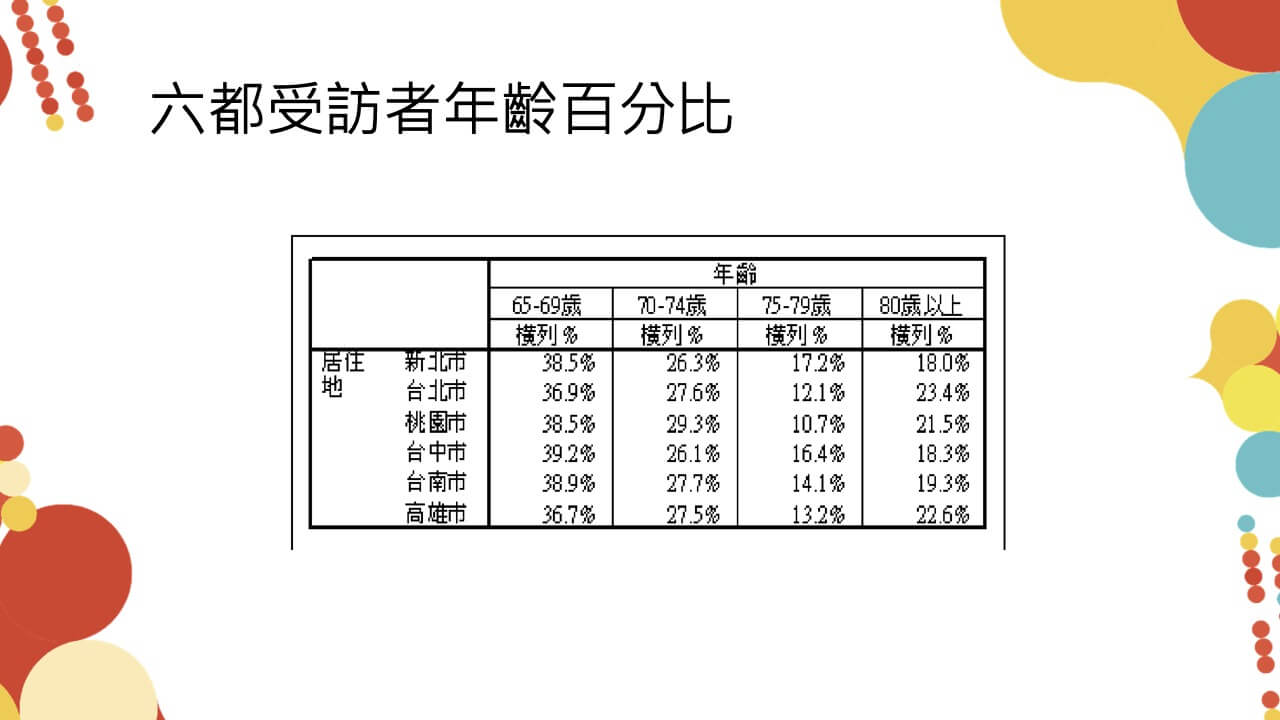 六都受訪者年齡百分比
年齡
65-69歲 70-74歲 75-79歲 80歲以上
橫列% 橫列% 橫列% 橫列%
居住地 新北市 38.5% 26.3% 17.2% 18.0%
台北市 36.9% 27.6% 12.1% 23.4%
桃園市 38.5% 29.3% 10.7% 21.5%
台中市 39.2% 26.1% 16.4% 18.3%
台南市 38.9% 27.7% 14.1% 19.3%
高雄市 36.7% 27.5% 13.2% 22.6%